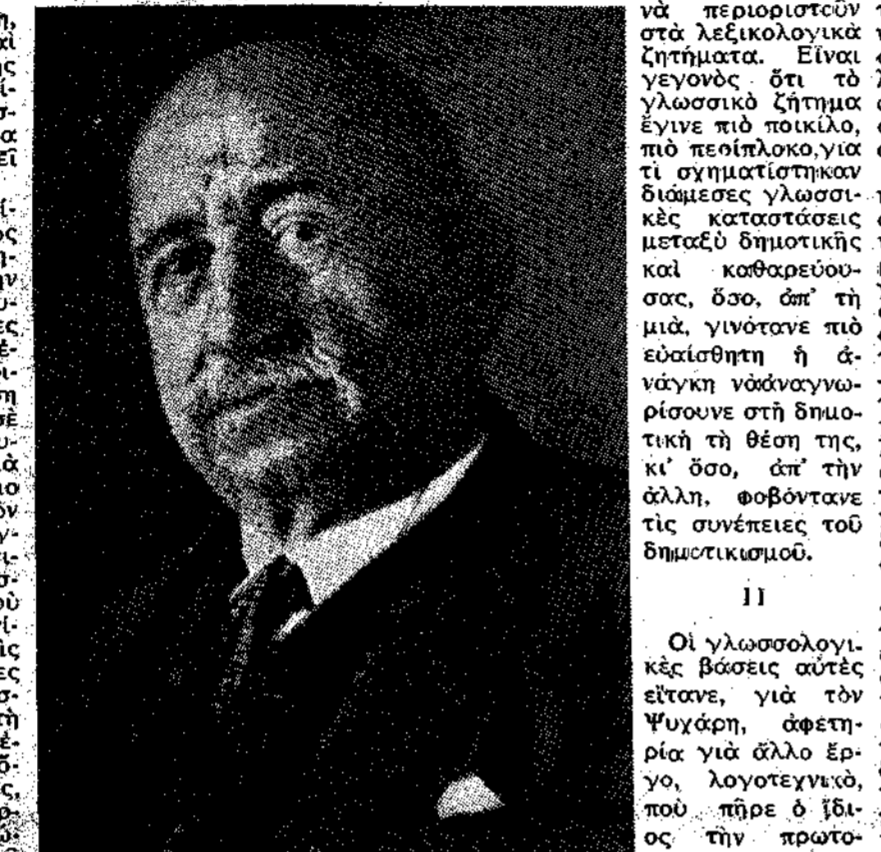 νὰ περιοριστοῦν
στὰ λεξικολογικὰ
ζητήματα. Εἶναι
γεγονὸς ὅτι τὸ
γλωσσικὸ ζήτημα
ἔγινε πιὸ ποικίλο,
πιὸ περίπλοκο,για
τὶ σχηματίστηκαν
διάμεσες γλωσσι-
κὲς καταστάσεις
μεταξὺ δημοτικῆς
καὶ καθαρεύου-
σας, ὅσο, ἀπ' τὴ
μιὰ, γινότανε πιὸ
εὐαίσθητη ἡ ἀ-
νάγκη νὰἀναγνω-
ρίσουνε στὴ δημο-
τικὴ τὴ θέση της,
κι' ὅσο, ἀπ' τὴν
ἄλλη, φοβόντανε
τὶς συνέπειες τοῦ
δημοτικισμοῦ.
II
Οἱ γλωσσολογι-
κὲς βάσεις αὐτὲς
εἴτανε, γιὰ τὸν
Ψυχάρη, ἀφετη-
ρία γιὰ ἄλλο ἔρ-
γο, λογοτεχνικὸ,
ποὺ πῆρε ὁ ἴδι-
ος τὴν πρωτο-